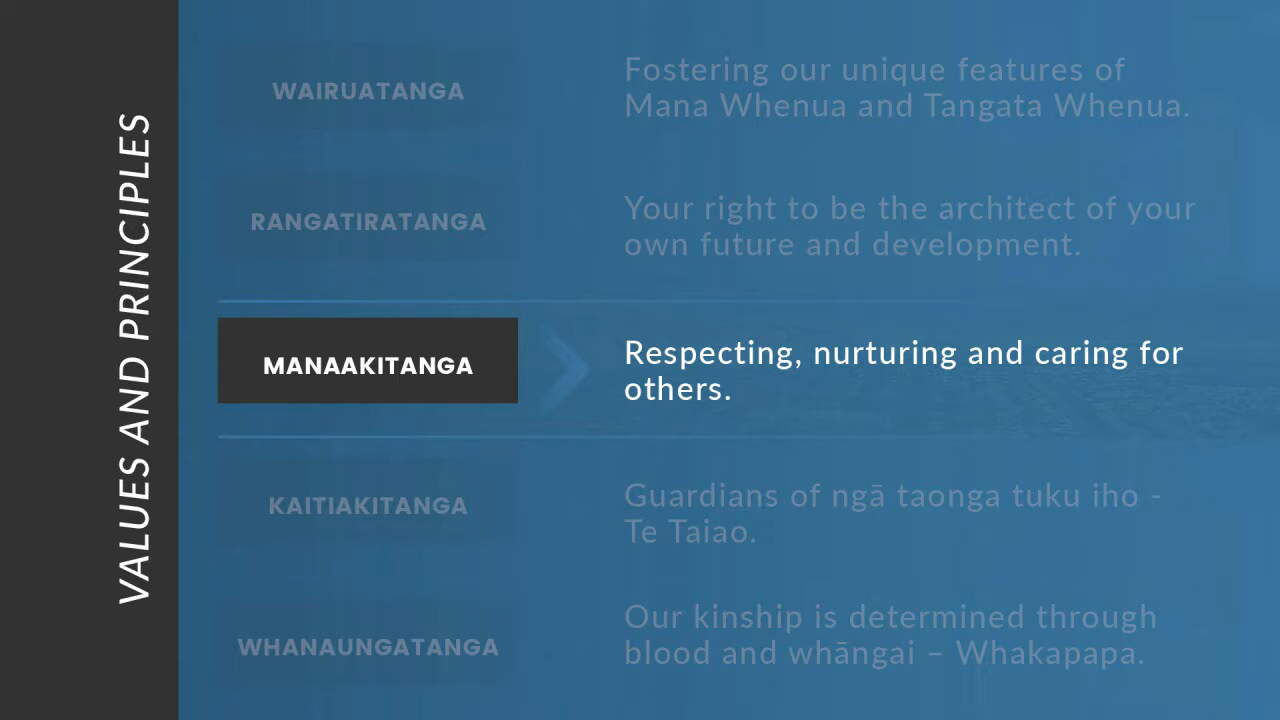 VALUES AND PRINCIPLES
WAIRUATANGA
Fostering our unique features of
Mana Whenua and Tangata Whenua.
RANGATIRATANGA
Your right to be the architect of your
own future and development.
MANAAKITANGA
Respecting, nurturing and caring for
others.
KAITIAKITANGA
Guardians of ngā taonga tuku iho -
Te Taiao.
WHANAUNGATANGA
Our kinship is determined through
blood and whāngai – Whakapapa.